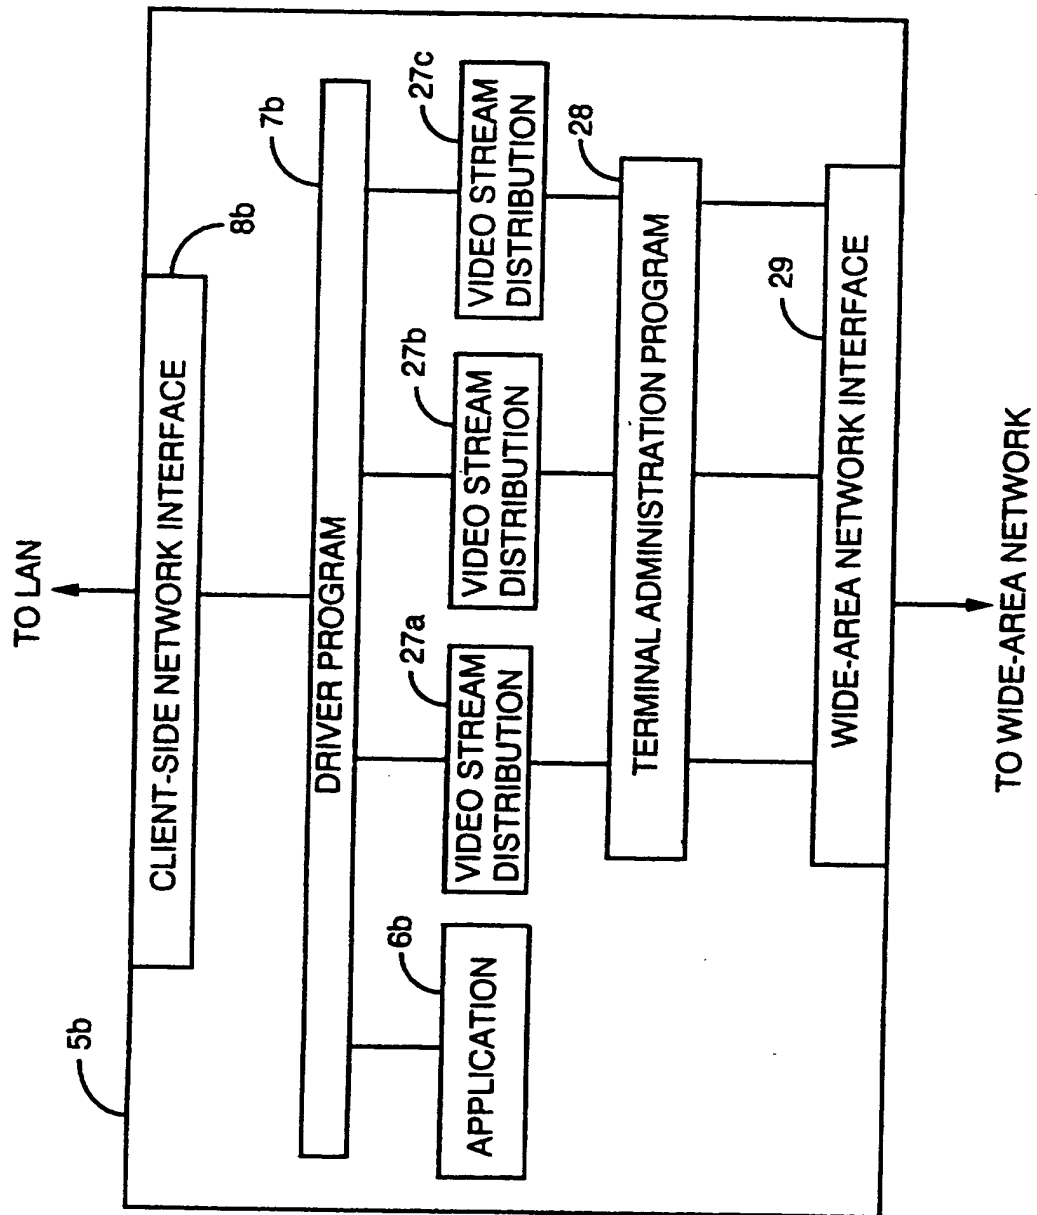 TO LAN
5b
CLIENT-SIDE NETWORK INTERFACE
8b
DRIVER PROGRAM
7b
APPLICATION
6b
VIDEO STREAM
DISTRIBUTION
27a
VIDEO STREAM
DISTRIBUTION
27b
VIDEO STREAM
DISTRIBUTION
27c
TERMINAL ADMINISTRATION PROGRAM
28
WIDE-AREA NETWORK INTERFACE
29
TO WIDE-AREA NETWORK